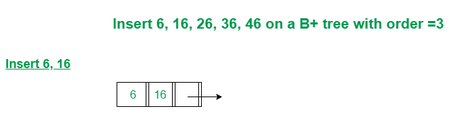 Insert 6, 16, 26, 36, 46 on a B+ tree with order =3
Insert 6, 16
6 16